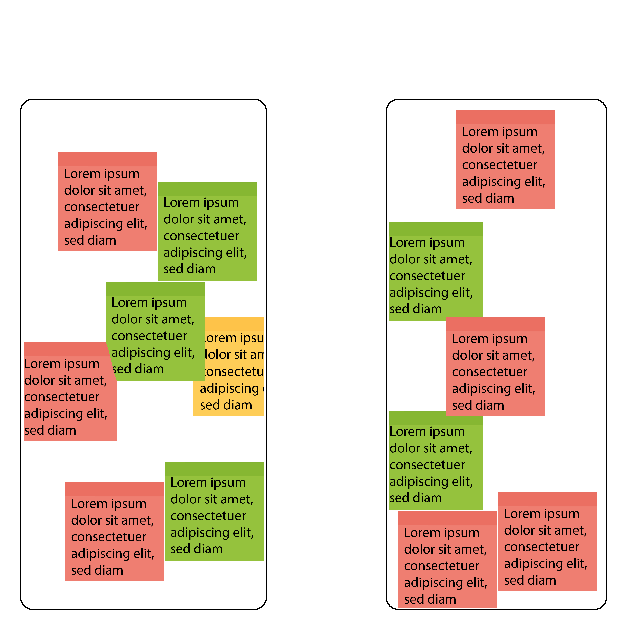 Lorem ipsum
dolor sit amet,
consectetuer
adipiscing elit,
sed diam
Lorem ipsum
dolor sit amet,
consectetuer
adipiscing elit,
sed diam
Lorem ipsum
dolor sit amet,
consectetuer
adipiscing elit,
sed diam
orem ipsu
olor sit am
onsectetu
adipiscing
sed diam
Lorem ipsum
dolor sit amet,
consectetuer
adipiscing elit,
sed diam
Lorem ipsum
dolor sit amet,
consectetuer
adipiscing elit,
sed diam
Lorem ipsum
dolor sit amet,
consectetuer
adipiscing elit,
sed diam
Lorem ipsum
dolor sit amet,
consectetuer
adipiscing elit,
sed diam
Lorem ipsum
dolor sit amet,
consectetuer
adipiscing elit,
sed diam
Lorem ipsum
dolor sit amet,
consectetuer
adipiscing elit,
sed diam
Lorem ipsum
dolor sit amet,
consectetuer
adipiscing elit,
sed diam
Lorem ipsum
dolor sit amet,
consectetuer
adipiscing elit,
sed diam
Lorem ipsum
dolor sit amet,
consectetuer
adipiscing elit,
sed diam